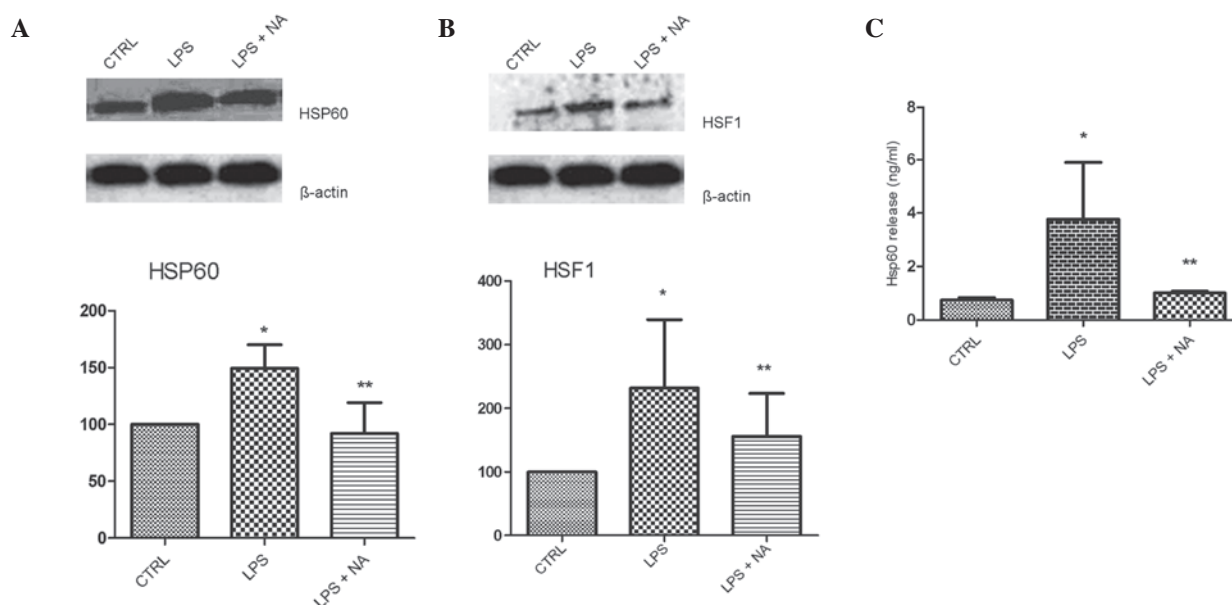 A
CTRL
LPS
LPS + NA
HSP60
β-actin
HSP60
200
150
100
50
0
*
**
CTRL
LPS
LPS + NA
B
CTRL
LPS
LPS + NA
HSF1
β-actin
HSF1
400
300
200
100
0
*
**
CTRL
LPS
LPS + NA
C
Hsp60 release (ng/ml)
8
6
4
2
0
*
**
CTRL
LPS
LPS + NA